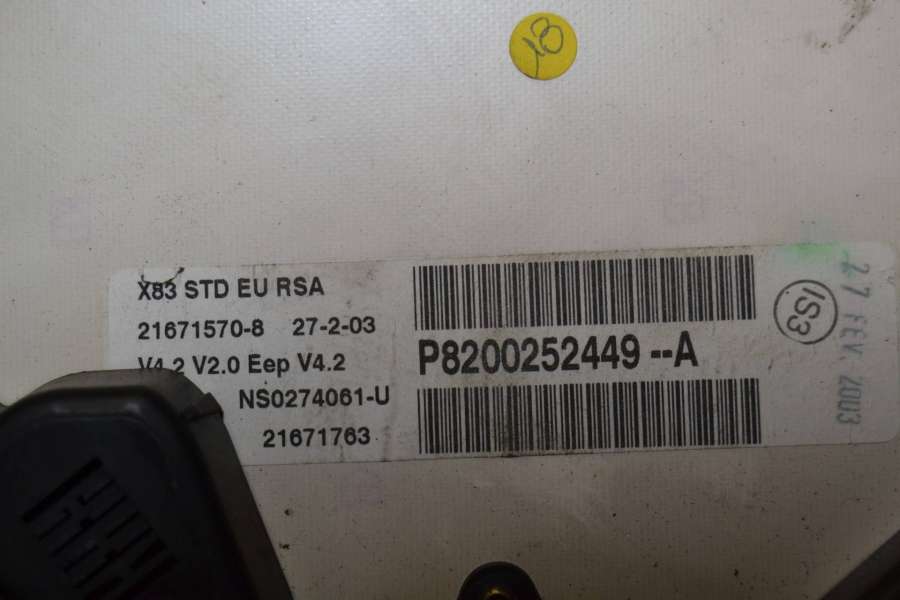 X83 STD EU RSA
21671570-8 27-2-03
V4.2 V2.0 Eep V4.2
NS0274061-U
21671763
P8200252449--A
IS3
27 FEV 2003